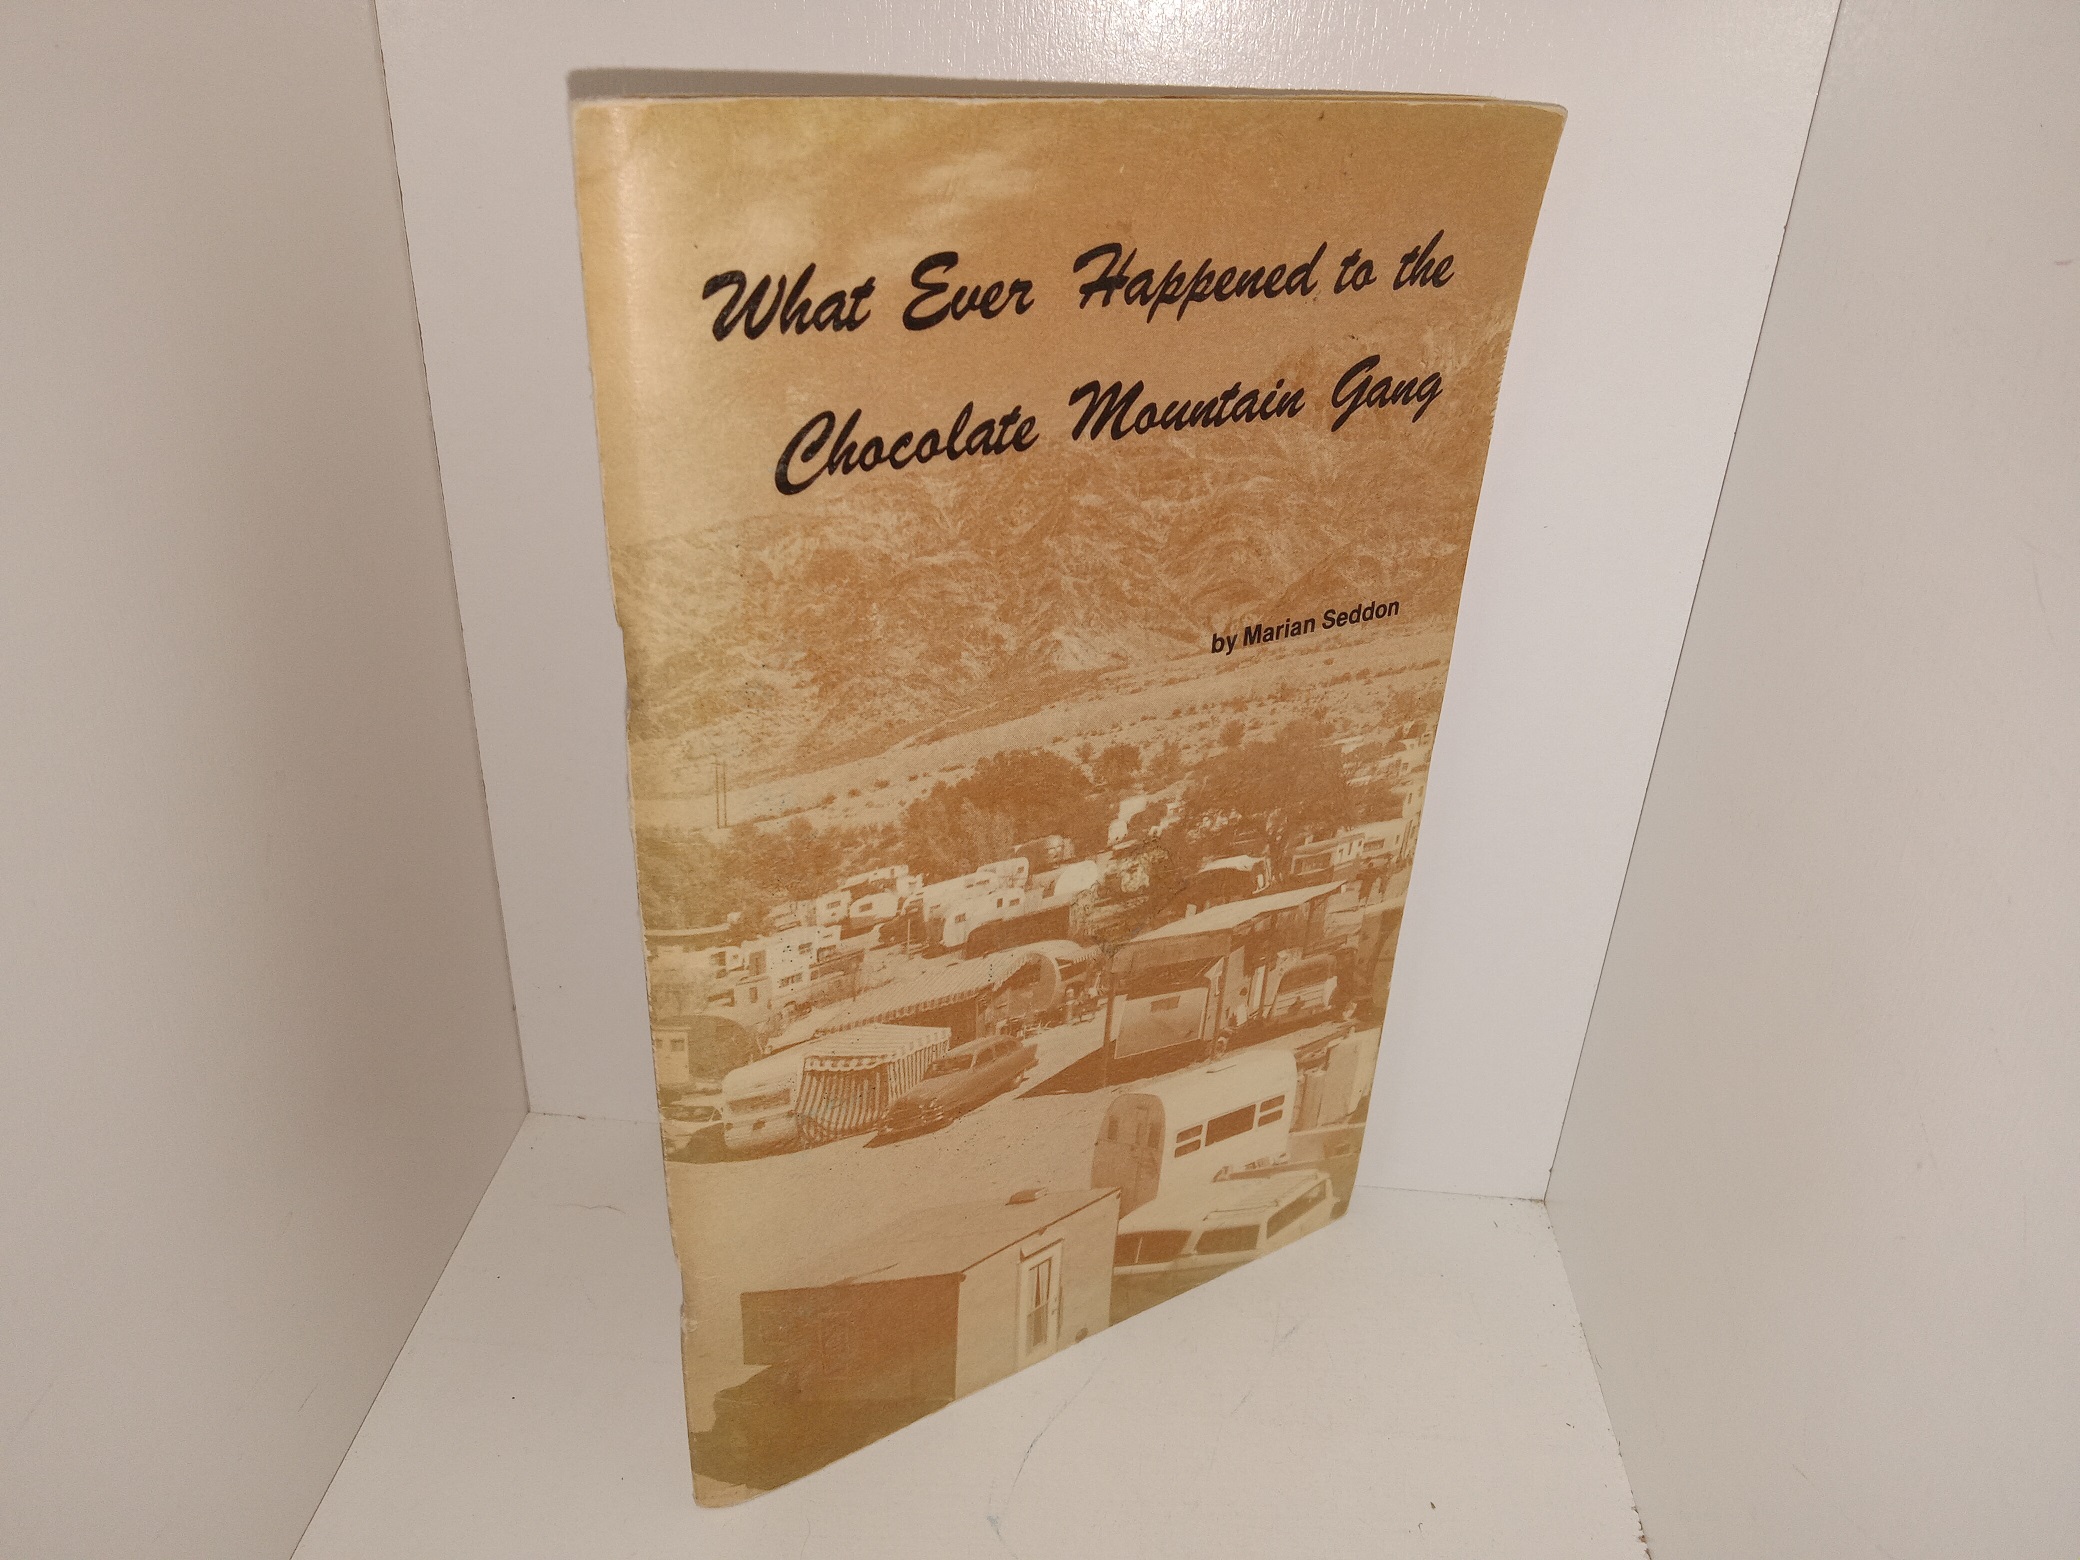 What Ever Happened to the
Chocolate Mountain Gang
by Marian Seddon